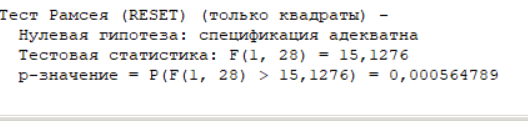 Тест Рамсея (RESET) (только квадраты) -
Нулевая гипотеза: спецификация адекватна
Тестовая статистика: F(1, 28) = 15,1276
р-значение = P(F(1, 28) > 15,1276) = 0,000564789